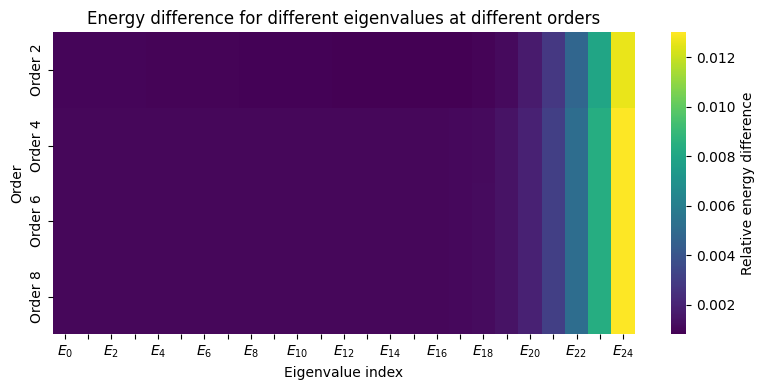 Energy difference for different eigenvalues at different orders
Order
Order 2
Order 4
Order 6
Order 8
E₀ E₂ E₄ E₆ E₈ E₁₀ E₁₂ E₁₄ E₁₆ E₁₈ E₂₀ E₂₂ E₂₄
Eigenvalue index
0.012
0.010
0.008
0.006
0.004
0.002
Relative energy difference